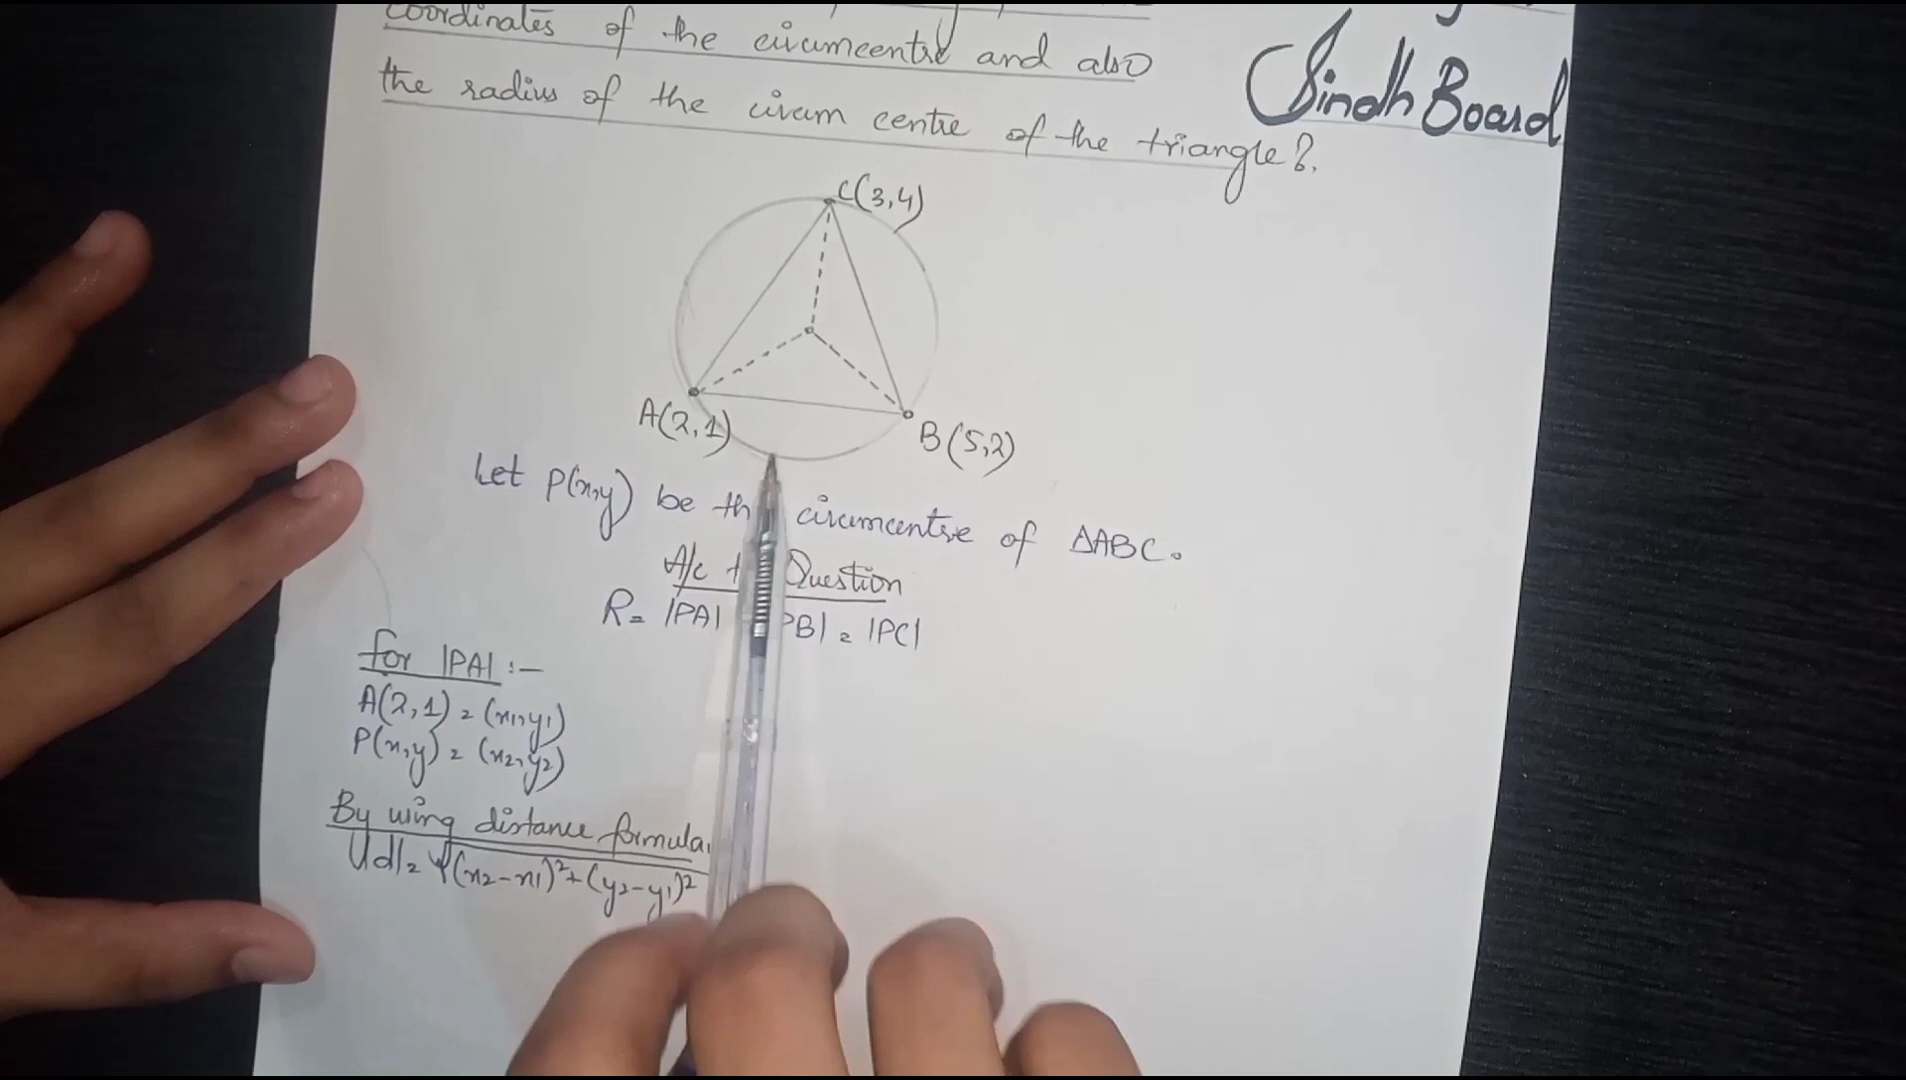 coordinates of the circumcentre and also
the radius of the circum centre of the triangle?.
Sindh Board
C(3,4)
A(2,1)
B(5,2)
Let P(x,y) be th circumcentre of ΔABC.
A/c t Question
R= |PA| PB| = |PC|
for |PA| :-
A(2,1) = (x1,y1)
P(x,y) = (x2,y2)
By using distance formula.
|d|= √(x2-x1)²+(y2-y1)²